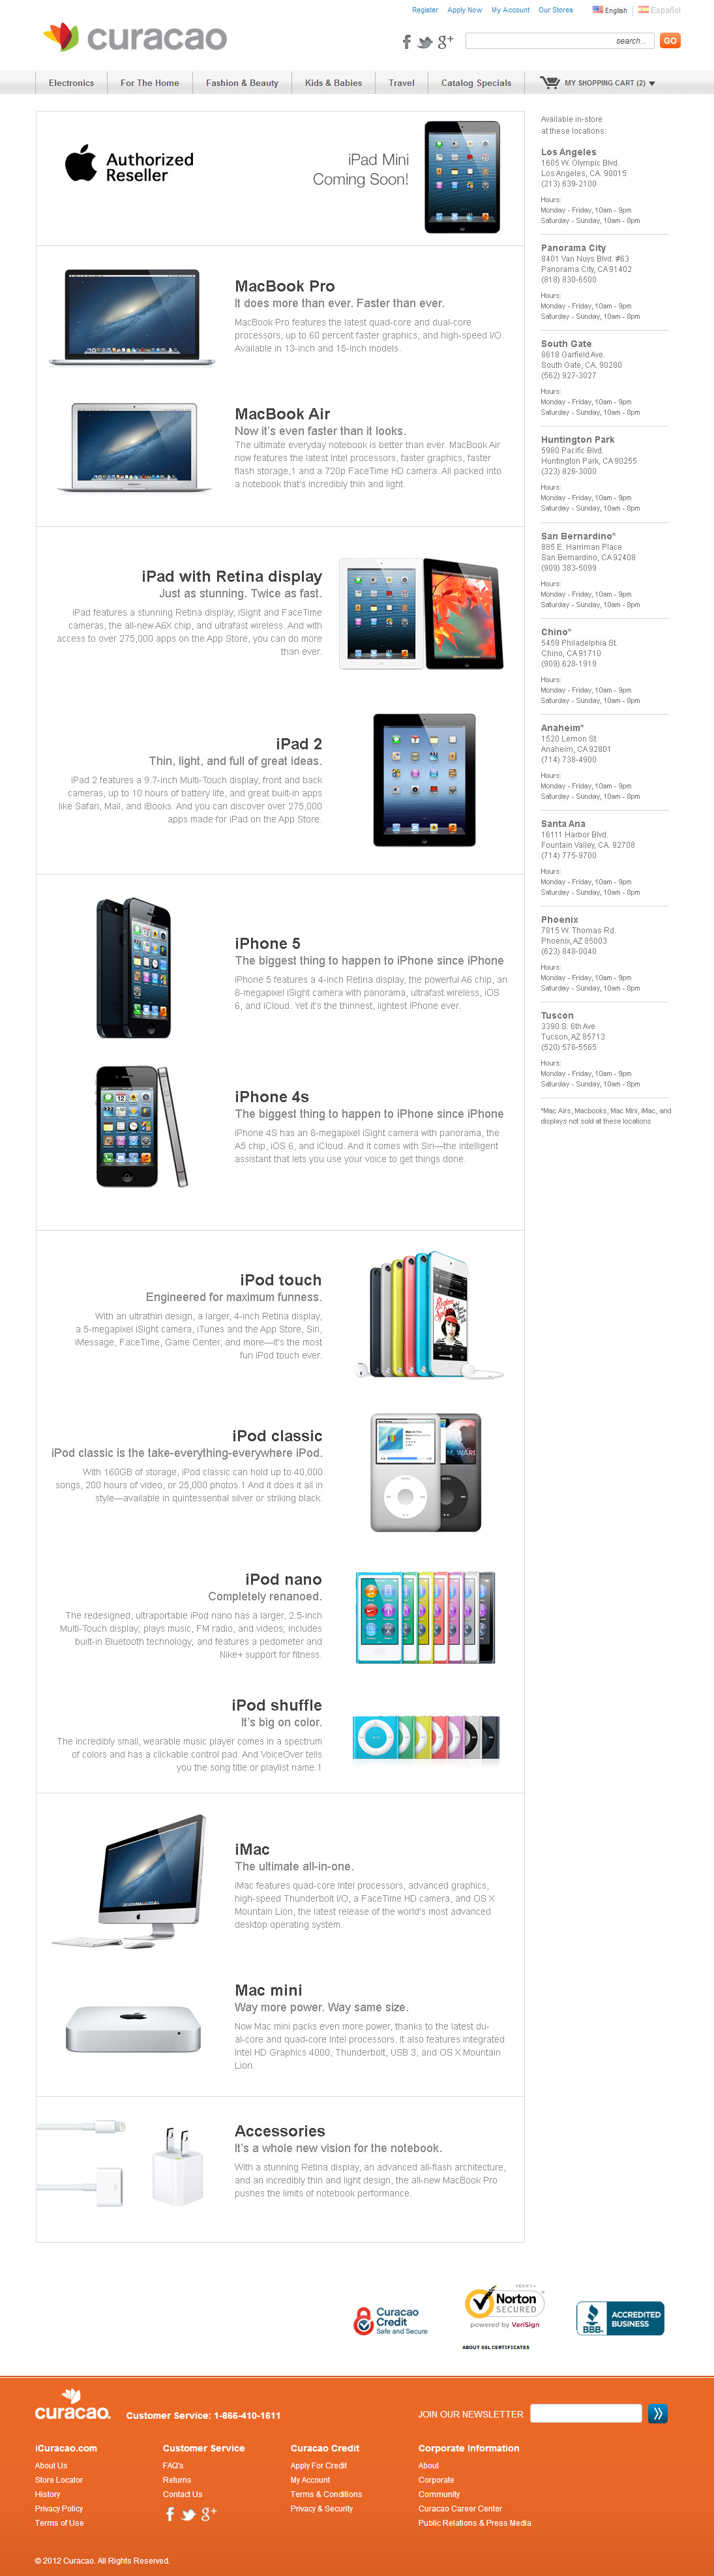 Register Apply Now My Account Our Stores English Español
curacao
search... GO
Electronics For The Home Fashion & Beauty Kids & Babies Travel Catalog Specials MY SHOPPING CART (2)
Authorized
Reseller
iPad Mini
Coming Soon!
MacBook Pro
It does more than ever. Faster than ever.
MacBook Pro features the latest quad-core and dual-core
processors, up to 60 percent faster graphics, and high-speed I/O.
Available in 13-inch and 15-inch models.
MacBook Air
Now it's even faster than it looks.
The ultimate everyday notebook is better than ever. MacBook Air
now features the latest Intel processors, faster graphics, faster
flash storage,1 and a 720p FaceTime HD camera. All packed into
a notebook that's incredibly thin and light.
iPad with Retina display
Just as stunning. Twice as fast.
iPad features a stunning Retina display, iSight and FaceTime
cameras, the all-new A6X chip, and ultrafast wireless. And with
access to over 275,000 apps on the App Store, you can do more
than ever.
iPad 2
Thin, light, and full of great ideas.
iPad 2 features a 9.7-inch Multi-Touch display, front and back
cameras, up to 10 hours of battery life, and great built-in apps
like Safari, Mail, and iBooks. And you can discover over 275,000
apps made for iPad on the App Store.
iPhone 5
The biggest thing to happen to iPhone since iPhone
iPhone 5 features a 4-inch Retina display, the powerful A6 chip, an
8-megapixel iSight camera with panorama, ultrafast wireless, iOS
6, and iCloud. Yet it's the thinnest, lightest iPhone ever.
iPhone 4s
The biggest thing to happen to iPhone since iPhone
iPhone 4S has an 8-megapixel iSight camera with panorama, the
A5 chip, iOS 6, and iCloud. And it comes with Siri—the intelligent
assistant that lets you use your voice to get things done.
iPod touch
Engineered for maximum funness.
With an ultrathin design, a larger, 4-inch Retina display,
a 5-megapixel iSight camera, iTunes and the App Store, Siri,
iMessage, FaceTime, Game Center, and more—it's the most
fun iPod touch ever.
iPod classic
iPod classic is the take-everything-everywhere iPod.
With 160GB of storage, iPod classic can hold up to 40,000
songs, 200 hours of video, or 25,000 photos.1 And it does it all in
style—available in quintessential silver or striking black.
iPod nano
Completely renanoed.
The redesigned, ultraportable iPod nano has a larger, 2.5-inch
Multi-Touch display; plays music, FM radio, and videos; includes
built-in Bluetooth technology; and features a pedometer and
Nike+ support for fitness.
iPod shuffle
It's big on color.
The incredibly small, wearable music player comes in a spectrum
of colors and has a clickable control pad. And VoiceOver tells
you the song title or playlist name.1
iMac
The ultimate all-in-one.
iMac features quad-core Intel processors, advanced graphics,
high-speed Thunderbolt I/O, a FaceTime HD camera, and OS X
Mountain Lion, the latest release of the world's most advanced
desktop operating system.
Mac mini
Way more power. Way same size.
Now Mac mini packs even more power, thanks to the latest du-
al-core and quad-core Intel processors. It also features integrated
Intel HD Graphics 4000, Thunderbolt, USB 3, and OS X Mountain
Lion.
Accessories
It's a whole new vision for the notebook.
With a stunning Retina display, an advanced all-flash architecture,
and an incredibly thin and light design, the all-new MacBook Pro
pushes the limits of notebook performance.
Available in-store
at these locations:
Los Angeles
1605 W. Olympic Blvd.
Los Angeles, CA. 90015
(213) 639-2100
Hours:
Monday - Friday, 10am - 9pm
Saturday - Sunday, 10am - 8pm
Panorama City
8401 Van Nuys Blvd. #63
Panorama City, CA 91402
(818) 830-6500
Hours:
Monday - Friday, 10am - 9pm
Saturday - Sunday, 10am - 8pm
South Gate
8618 Garfield Ave.
South Gate, CA. 90280
(562) 927-3027
Hours:
Monday - Friday, 10am - 9pm
Saturday - Sunday, 10am - 8pm
Huntington Park
5980 Pacific Blvd.
Huntington Park, CA 90255
(323) 826-3000
Hours:
Monday - Friday, 10am - 9pm
Saturday - Sunday, 10am - 8pm
San Bernardino*
885 E. Harriman Place
San Bernardino, CA 92408
(909) 383-5099
Hours:
Monday - Friday, 10am - 9pm
Saturday - Sunday, 10am - 8pm
Chino*
5459 Philadelphia St.
Chino, CA 91710
(909) 628-1919
Hours:
Monday - Friday, 10am - 9pm
Saturday - Sunday, 10am - 8pm
Anaheim*
1520 Lemon St.
Anaheim, CA 92801
(714) 738-4900
Hours:
Monday - Friday, 10am - 9pm
Saturday - Sunday, 10am - 8pm
Santa Ana
16111 Harbor Blvd.
Fountain Valley, CA. 92708
(714) 775-9700
Hours:
Monday - Friday, 10am - 9pm
Saturday - Sunday, 10am - 8pm
Phoenix
7815 W. Thomas Rd.
Phoenix, AZ 85003
(623) 848-0040
Hours:
Monday - Friday, 10am - 9pm
Saturday - Sunday, 10am - 8pm
Tuscon
3390 S. 6th Ave
Tucson, AZ 85713
(520) 576-5565
Hours:
Monday - Friday, 10am - 9pm
Saturday - Sunday, 10am - 8pm
*Mac Airs, Macbooks, Mac Mini, iMac, and
displays not sold at these locations
Curacao
Credit
Safe and Secure
VERIFY
Norton
SECURED
powered by VeriSign
ABOUT SSL CERTIFICATES
BBB.
ACCREDITED
BUSINESS
curacao.
Customer Service: 1-866-410-1611
JOIN OUR NEWSLETTER
iCuracao.com
About Us
Store Locator
History
Privacy Policy
Terms of Use
Customer Service
FAQ's
Returns
Contact Us
Curacao Credit
Apply For Credit
My Account
Terms & Conditions
Privacy & Security
Corporate Information
About
Corporate
Community
Curacao Career Center
Public Relations & Press Media
© 2012 Curacao. All Rights Reserved.